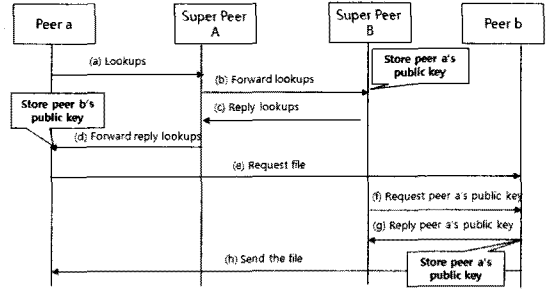 Peer a
Super Peer
A
Super Peer
B
Peer b
(a) Lookups
(b) Forward lookups
Store peer a's
public key
(c) Reply lookups
Store peer b's
public key
(d) Forward reply lookups
(e) Request file
(f) Request peer a's public key
(g) Reply peer a's public key
(h) Send the file
Store peer a's
public key